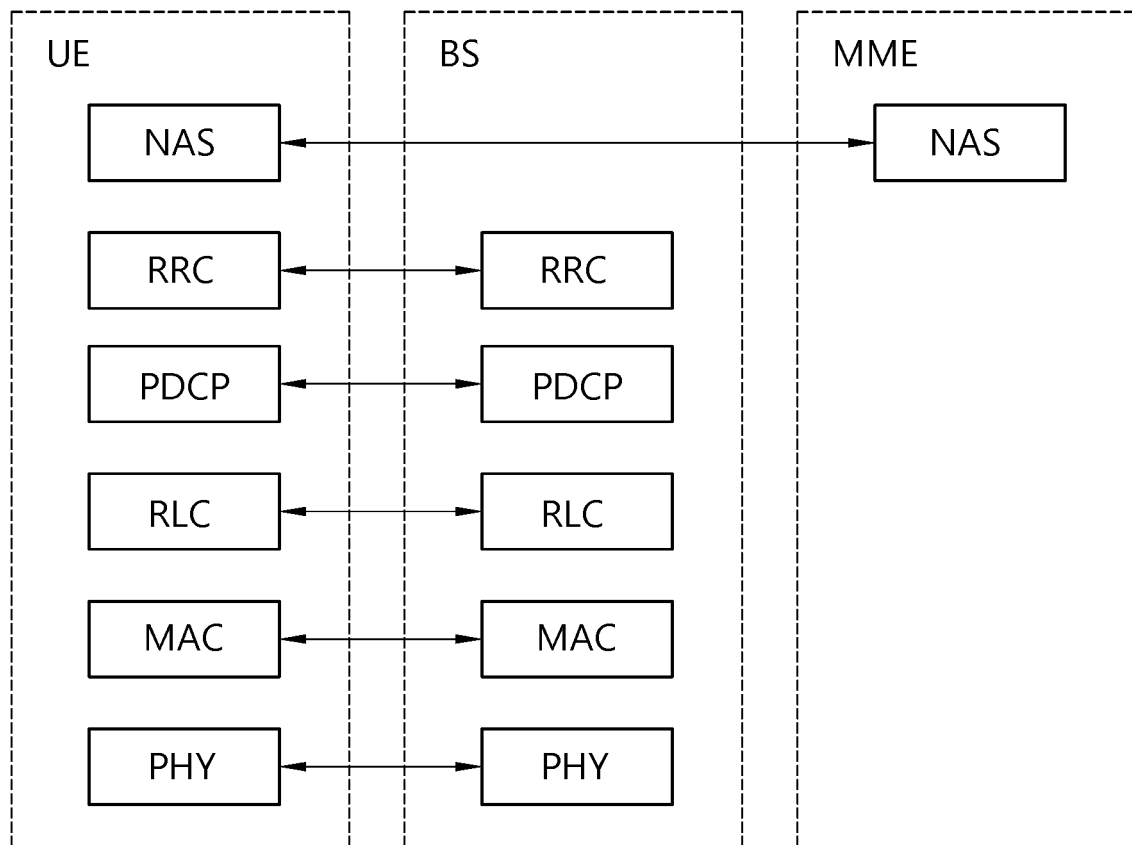 UE BS MME
NAS NAS
RRC RRC
PDCP PDCP
RLC RLC
MAC MAC
PHY PHY